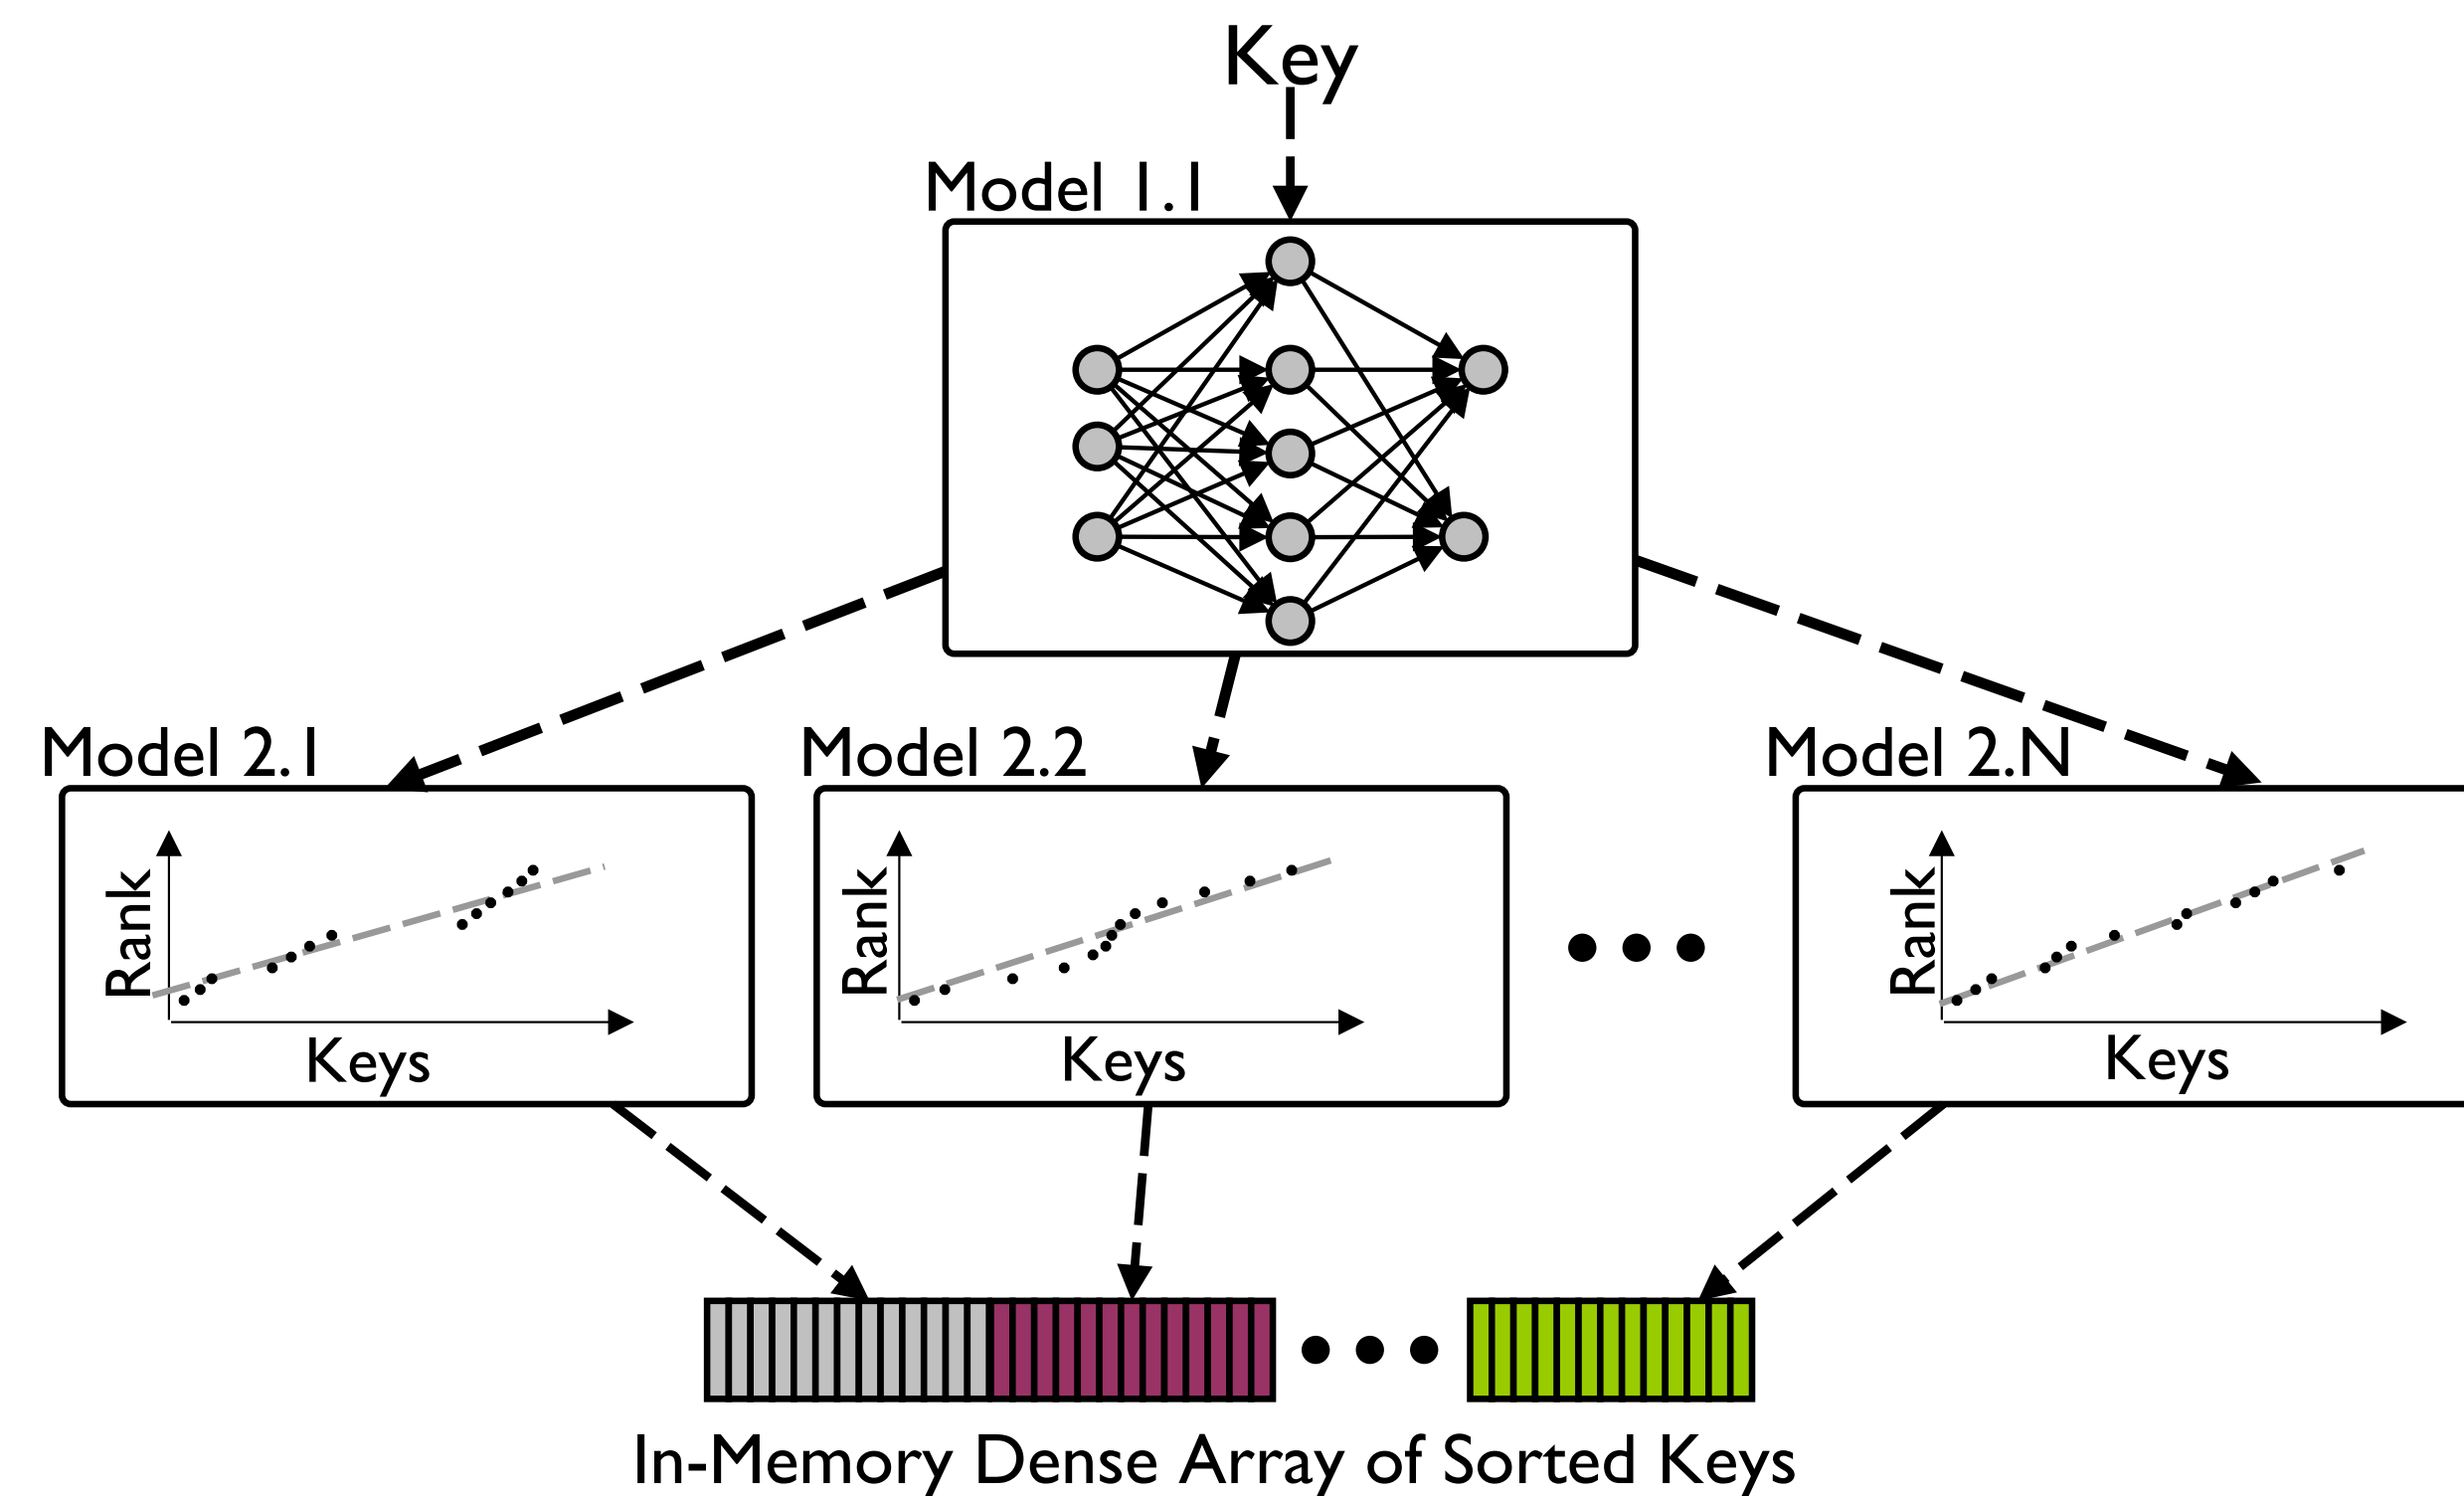 Key
Model 1.1
Model 2.1
Model 2.2
Model 2.N
Rank
Keys
Rank
Keys
Rank
Keys
In-Memory Dense Array of Sorted Keys